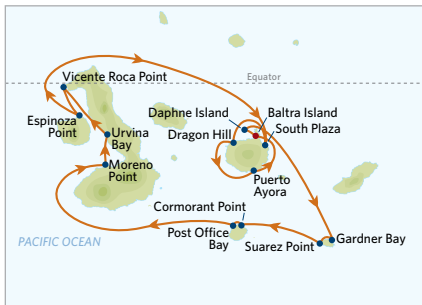 Equator
Vicente Roca Point
Daphne Island
Baltra Island
Espinoza
Point
Urvina
Bay
Dragon Hill
South Plaza
Moreno
Point
Puerto
Ayora
Cormorant Point
Post Office
Bay
PACIFIC OCEAN
Suarez Point
Gardner Bay